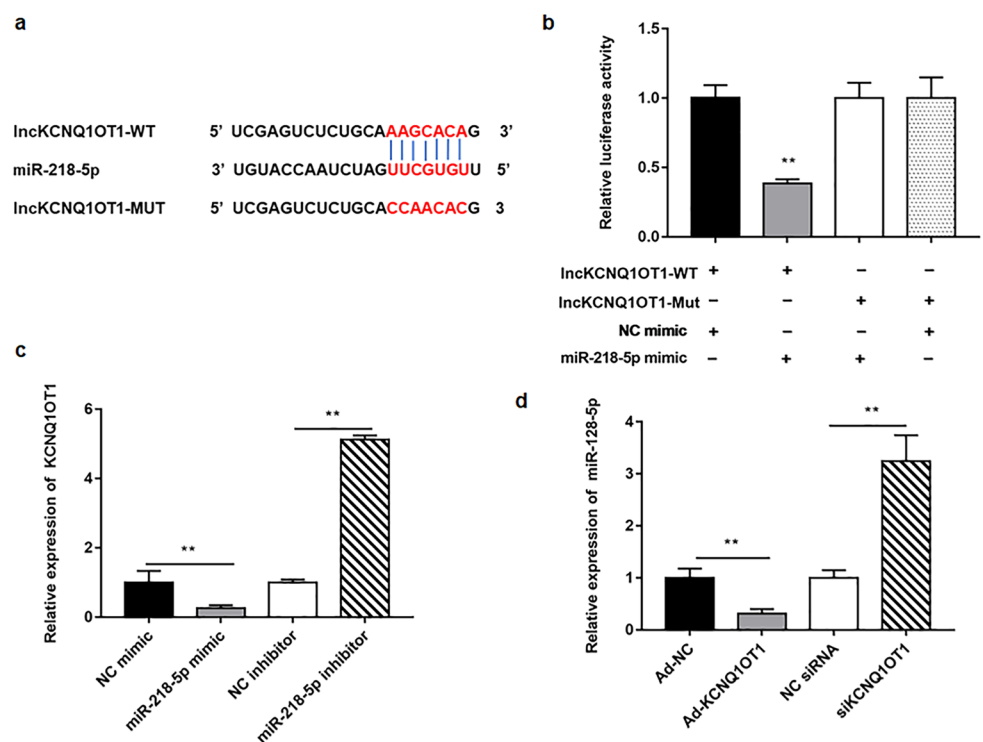 a
lncKCNQ1OT1-WT 5’ UCGAGUCUCUGCAAAGCACAG 3’
miR-218-5p 3’ UGUACCAAUCUAGUUCGUGUU 5’
lncKCNQ1OT1-MUT 5’ UCGAGUCUCUGCACCAACACG 3
b
Relative luciferase activity
1.5
1.0
0.5
0.0
**
lncKCNQ1OT1-WT + + – –
lncKCNQ1OT1-Mut – – + +
NC mimic + – – +
miR-218-5p mimic – + + –
c
Relative expression of KCNQ1OT1
6
4
2
0
**
**
NC mimic
miR-218-5p mimic
NC inhibitor
miR-218-5p inhibitor
d
Relative expression of miR-128-5p
4
3
2
1
0
**
**
Ad-NC
Ad-KCNQ1OT1
NC siRNA
siKCNQ1OT1